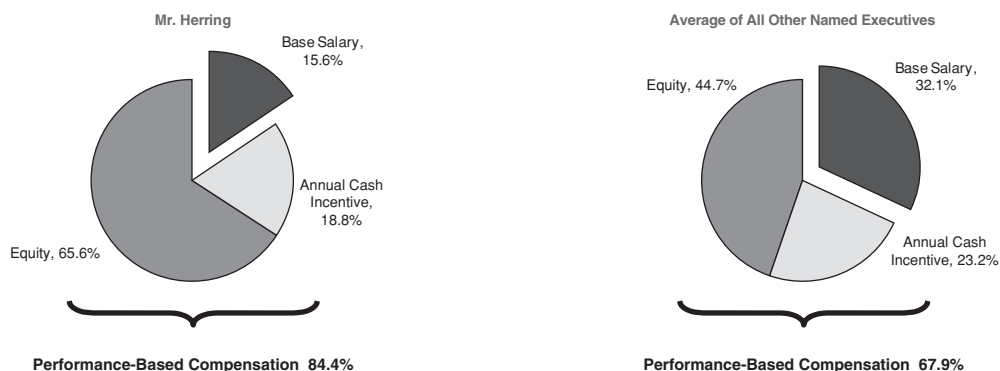 Mr. Herring
Base Salary,
15.6%
Annual Cash
Incentive,
18.8%
Equity, 65.6%
Performance-Based Compensation 84.4%
Average of All Other Named Executives
Equity, 44.7%
Base Salary,
32.1%
Annual Cash
Incentive, 23.2%
Performance-Based Compensation 67.9%